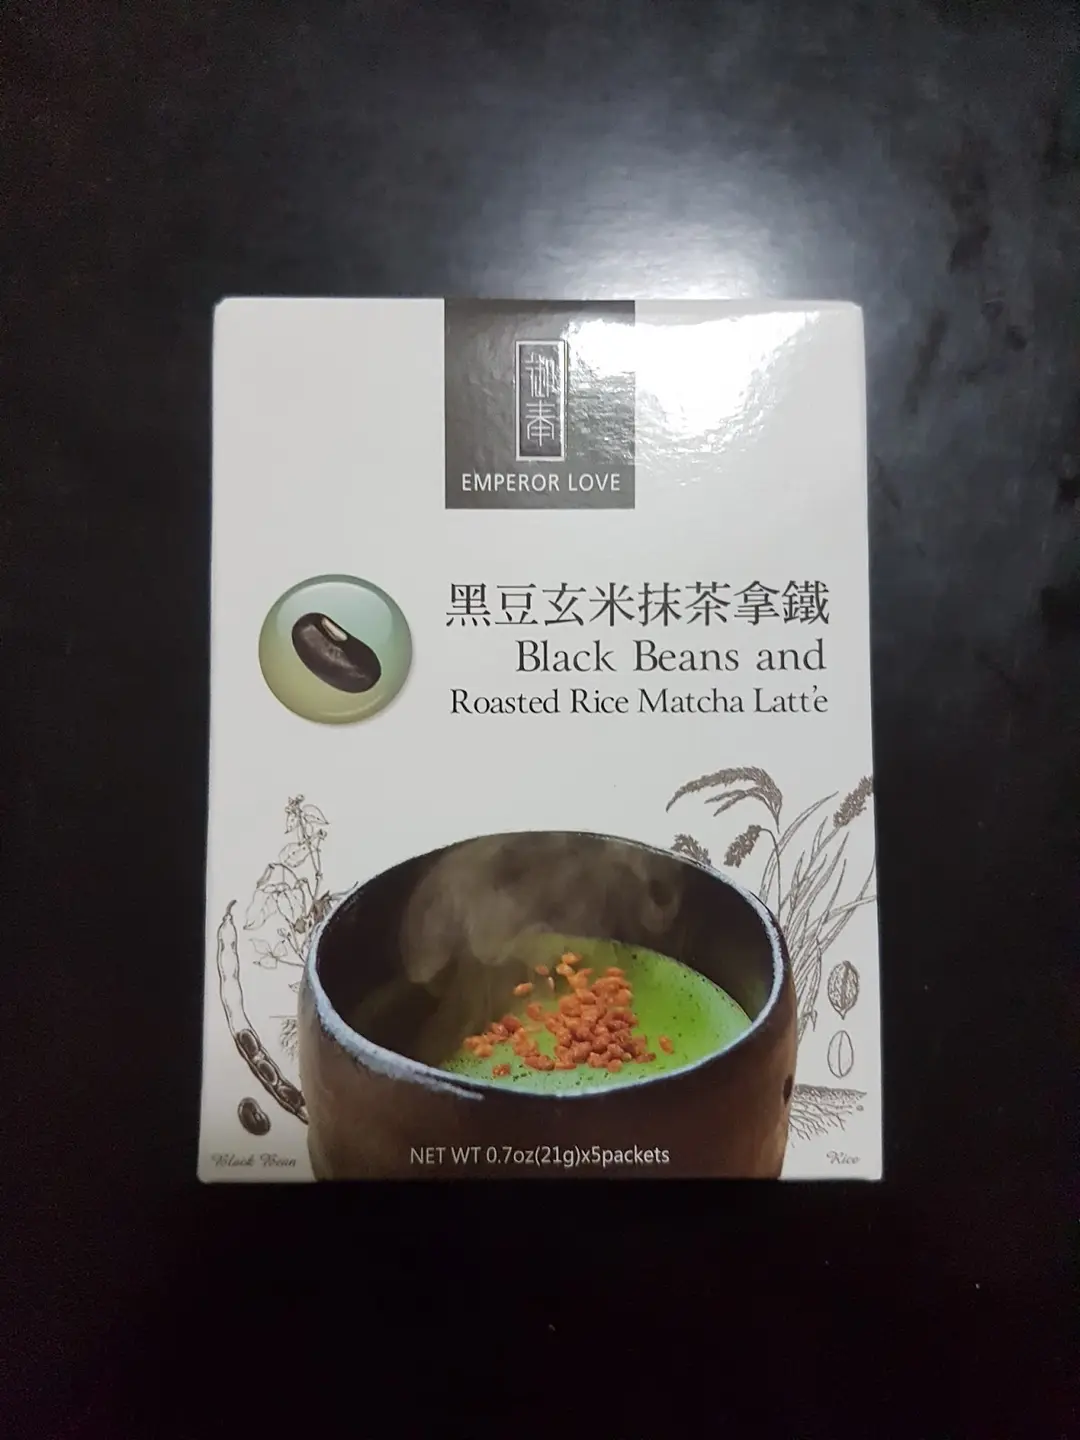 御奉
EMPEROR LOVE
黑豆玄米抹茶拿鐵
Black Beans and
Roasted Rice Matcha Latt'e
NET WT 0.7oz(21g)x5packets
Black Bean
Rice